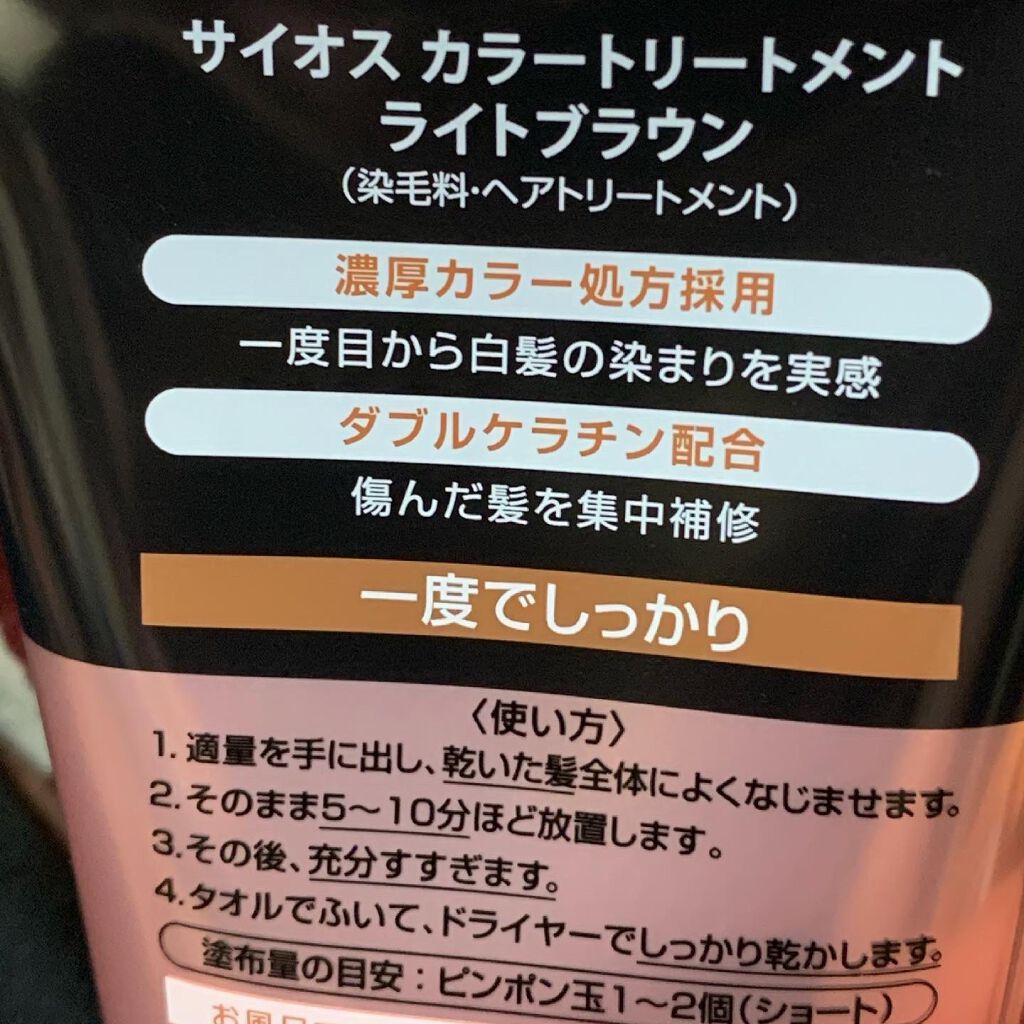 サイオス カラートリートメント
ライトブラウン
(染毛料・ヘアトリートメント)
濃厚カラー処方採用
一度目から白髪の染まりを実感
ダブルケラチン配合
傷んだ髪を集中補修
一度でしっかり
〈使い方〉
1. 適量を手に出し、乾いた髪全体によくなじませます。
2.そのまま5〜10分ほど放置します。
3.その後、充分すすぎます。
4.タオルでふいて、ドライヤーでしっかり乾かします。
塗布量の目安:ピンポン玉1〜2個(ショート)
お風呂